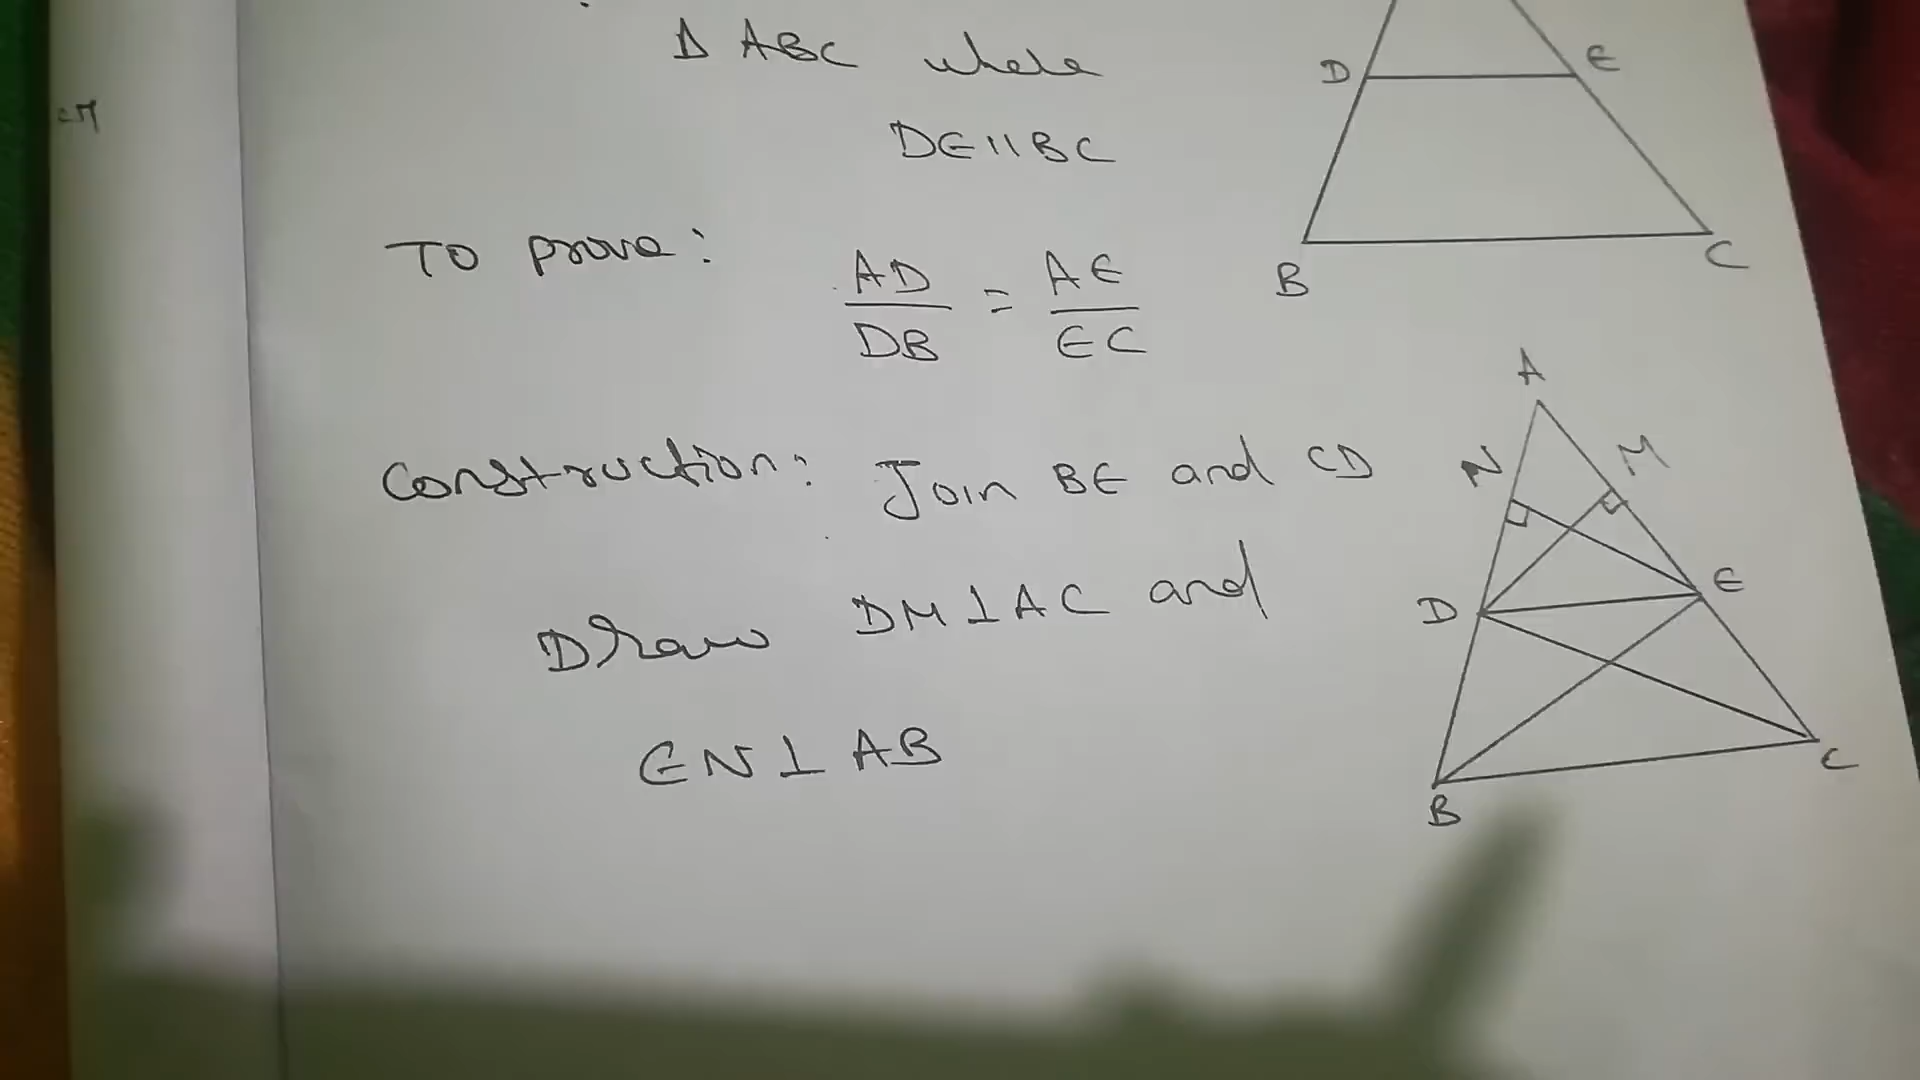 Δ ABC where
DE॥BC
D
E
B
C
To prove:
AD/DB = AE/EC
Construction: Join BE and CD
Draw DM⊥AC and
EN⊥AB
A
N
M
D
E
B
C